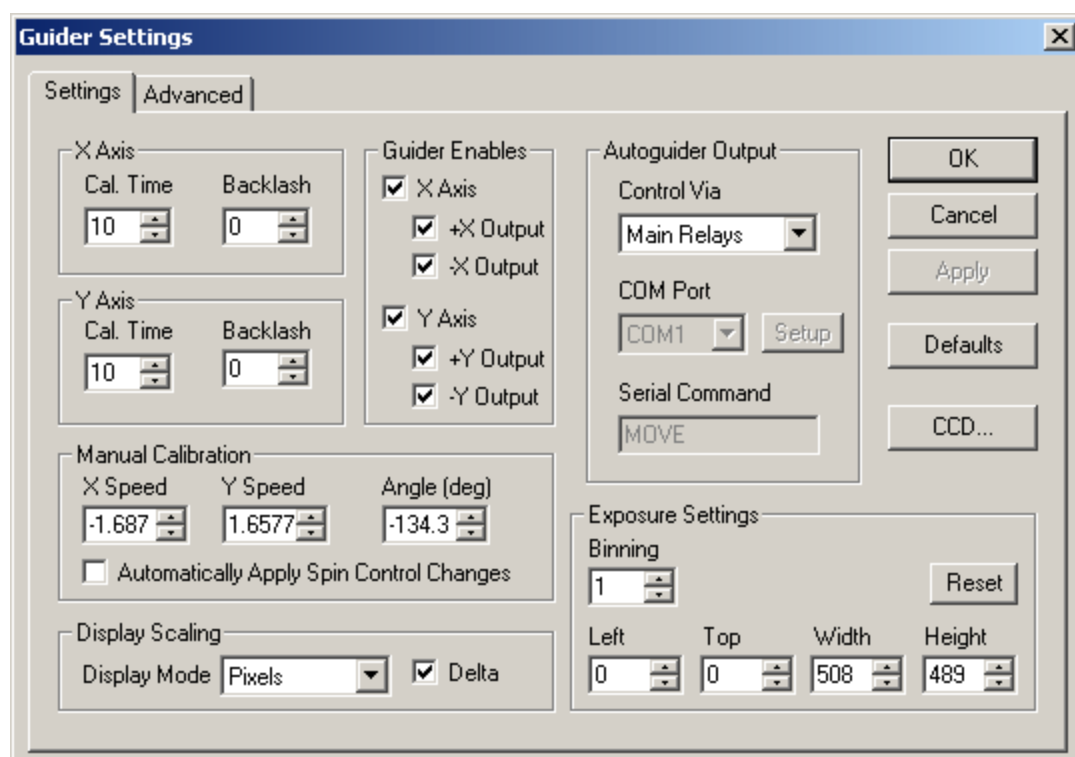 Guider Settings
Settings
Advanced
X Axis
Cal. Time
Backlash
10
0
Y Axis
Cal. Time
Backlash
10
0
Guider Enables
X Axis
+X Output
-X Output
Y Axis
+Y Output
-Y Output
Autoguider Output
Control Via
Main Relays
COM Port
COM1
Setup
Serial Command
MOVE
OK
Cancel
Apply
Defaults
CCD...
Manual Calibration
X Speed
Y Speed
Angle (deg)
-1.687
1.6577
-134.3
Automatically Apply Spin Control Changes
Display Scaling
Display Mode
Pixels
Delta
Exposure Settings
Binning
1
Reset
Left
Top
Width
Height
0
0
508
489